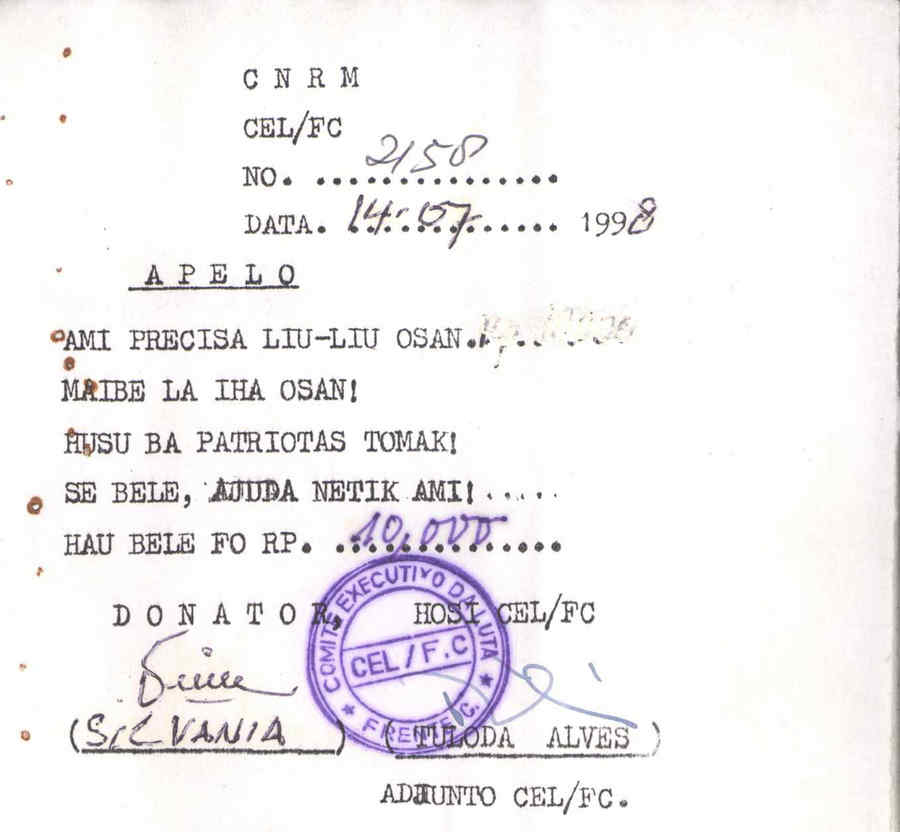 C N R M
CEL/FC
NO. 2158
DATA. 14-07- 1998
A P E L O
AMI PRECISA LIU-LIU OSAN.
MAIBE LA IHA OSAN!
HUSU BA PATRIOTAS TOMAK!
SE BELE, AJUDA NETIK AMI!.....
HAU BELE FO RP. 10,000
D O N A T O R, HOSI CEL/FC
COMITE EXECUTIVO DA LUTA
CEL/F.C
FRENTE C.
(SILVANIA) (TULODA ALVES)
ADJUNTO CEL/FC.